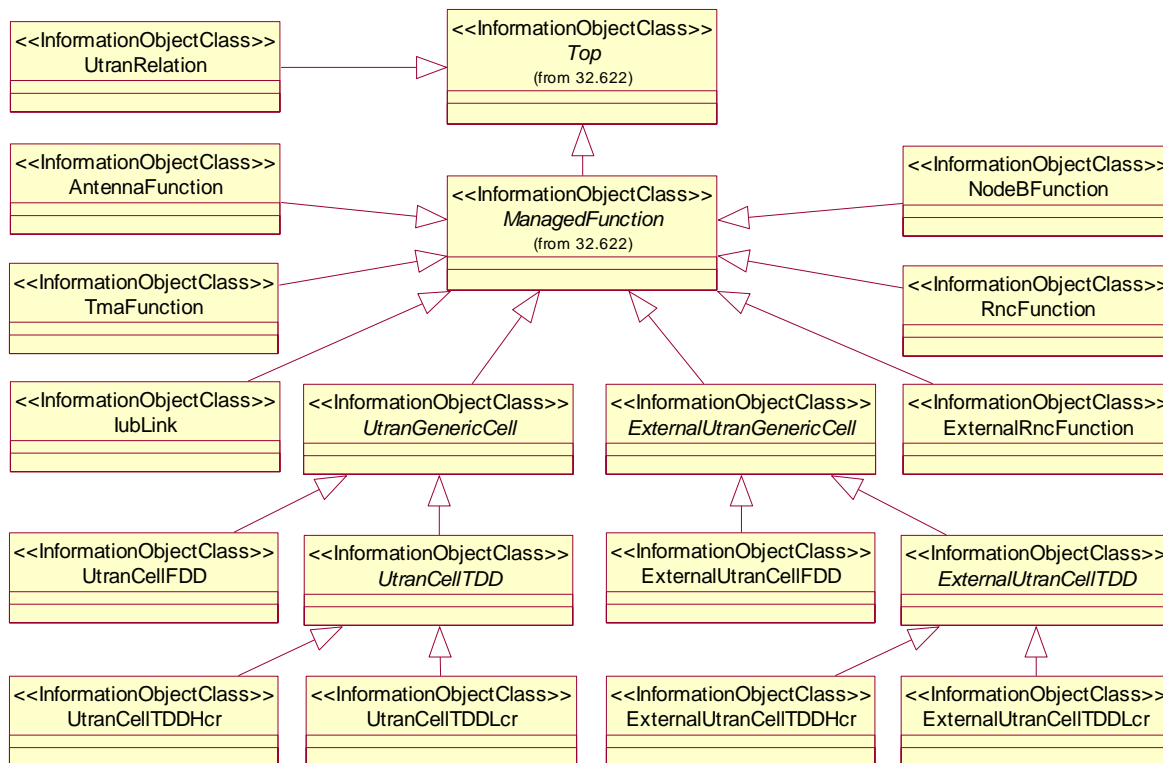 <<InformationObjectClass>>
UtranRelation
<<InformationObjectClass>>
Top
(from 32.622)
<<InformationObjectClass>>
AntennaFunction
<<InformationObjectClass>>
ManagedFunction
(from 32.622)
<<InformationObjectClass>>
NodeBFunction
<<InformationObjectClass>>
TmaFunction
<<InformationObjectClass>>
RncFunction
<<InformationObjectClass>>
IubLink
<<InformationObjectClass>>
UtranGenericCell
<<InformationObjectClass>>
ExternalUtranGenericCell
<<InformationObjectClass>>
ExternalRncFunction
<<InformationObjectClass>>
UtranCellFDD
<<InformationObjectClass>>
UtranCellTDD
<<InformationObjectClass>>
ExternalUtranCellFDD
<<InformationObjectClass>>
ExternalUtranCellTDD
<<InformationObjectClass>>
UtranCellTDDHcr
<<InformationObjectClass>>
UtranCellTDDLcr
<<InformationObjectClass>>
ExternalUtranCellTDDHcr
<<InformationObjectClass>>
ExternalUtranCellTDDLcr